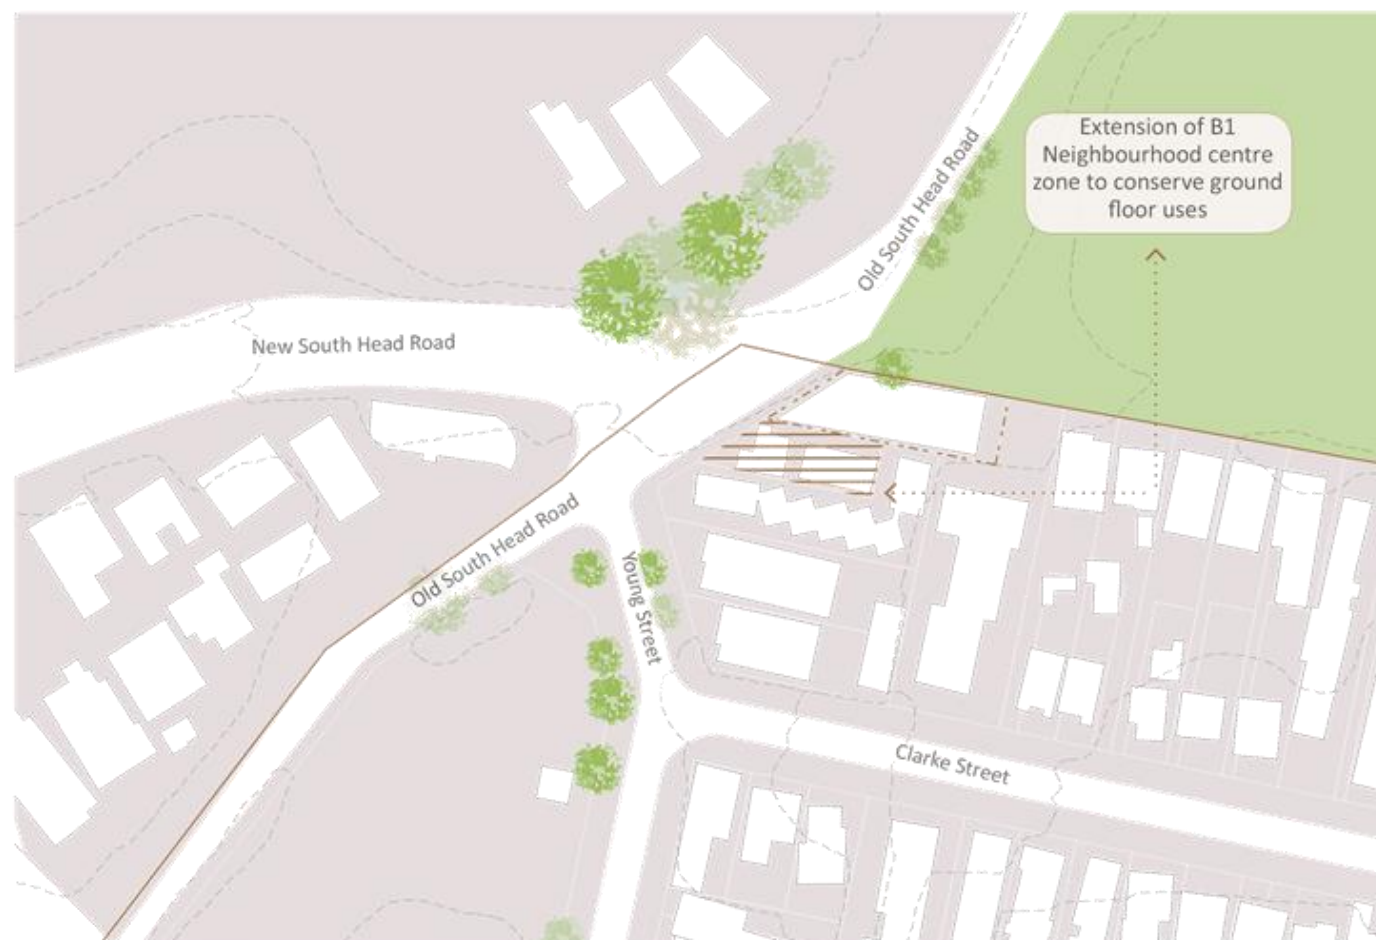 Extension of B1
Neighbourhood centre
zone to conserve ground
floor uses
Old South Head Road
New South Head Road
Old South Head Road
Young Street
Clarke Street